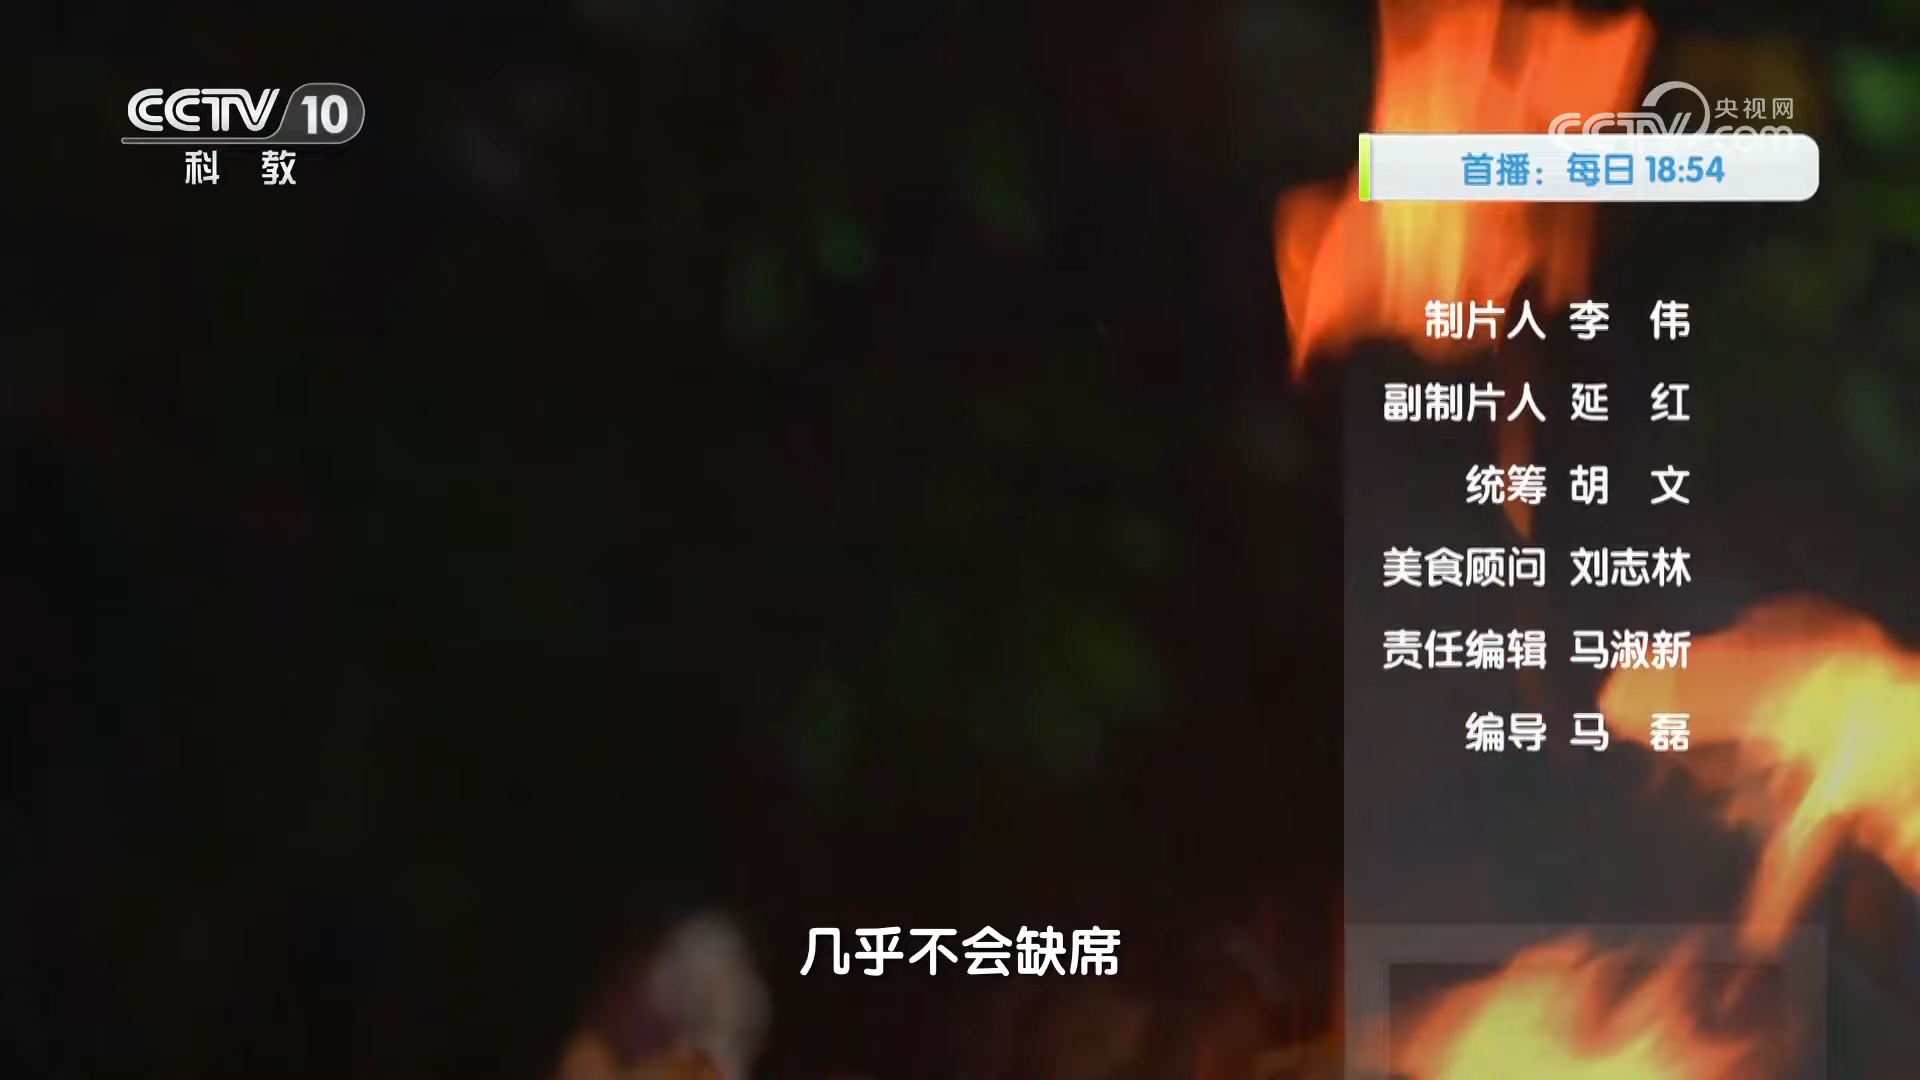 CCTV 10
科 教
央视网
CCTV.com
首播：每日 18:54
制片人 李 伟
副制片人 延 红
统筹 胡 文
美食顾问 刘志林
责任编辑 马淑新
编导 马 磊
几乎不会缺席